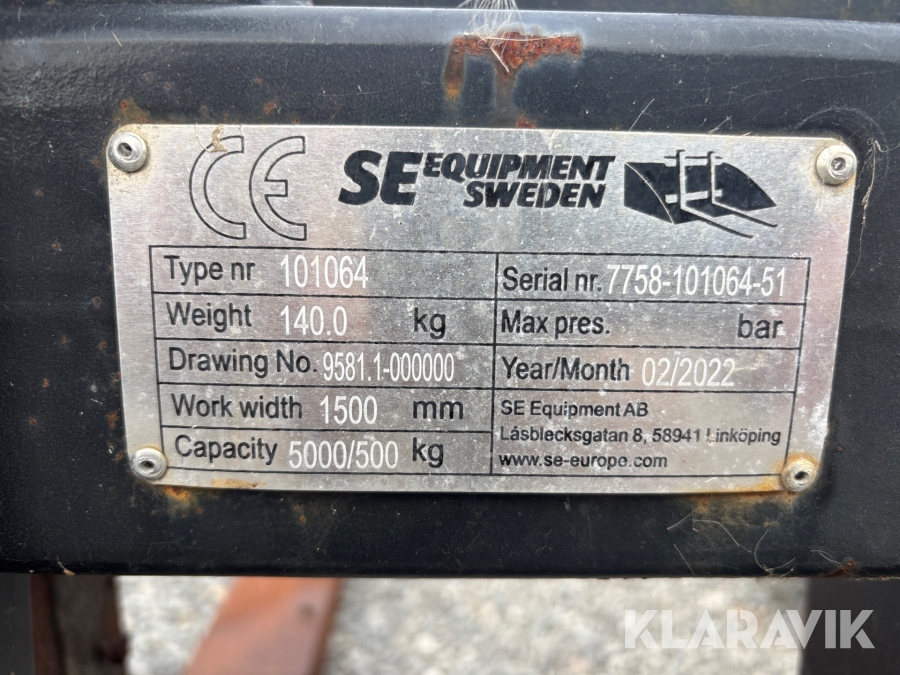 CE SE EQUIPMENT
SWEDEN
Type nr 101064
Serial nr. 7758-101064-51
Weight 140.0 kg
Max pres. bar
Drawing No. 9581.1-000000
Year/Month 02/2022
Work width 1500 mm
SE Equipment AB
Låsblecksgatan 8, 58941 Linköping
Capacity 5000/500 kg
www.se-europe.com
KLARAVIK